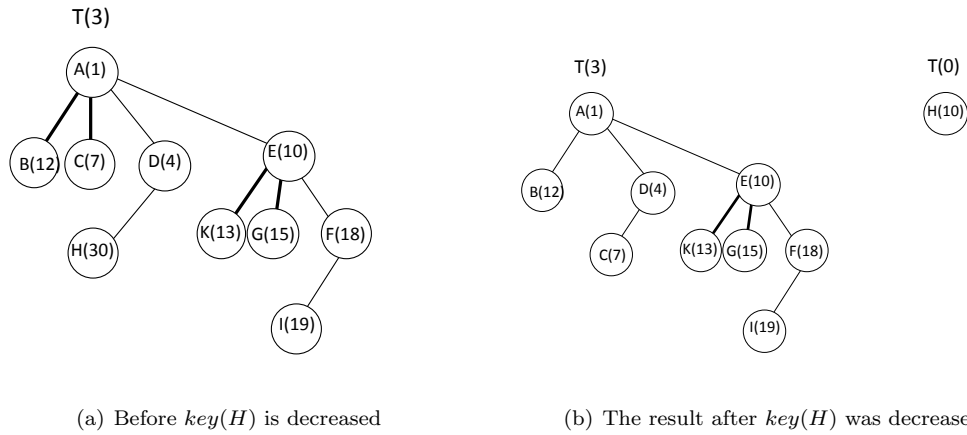 T(3)
A(1)
B(12)
C(7)
D(4)
E(10)
H(30)
K(13)
G(15)
F(18)
I(19)
(a) Before key(H) is decreased
T(3)
T(0)
A(1)
H(10)
B(12)
D(4)
E(10)
C(7)
K(13)
G(15)
F(18)
I(19)
(b) The result after key(H) was decrease